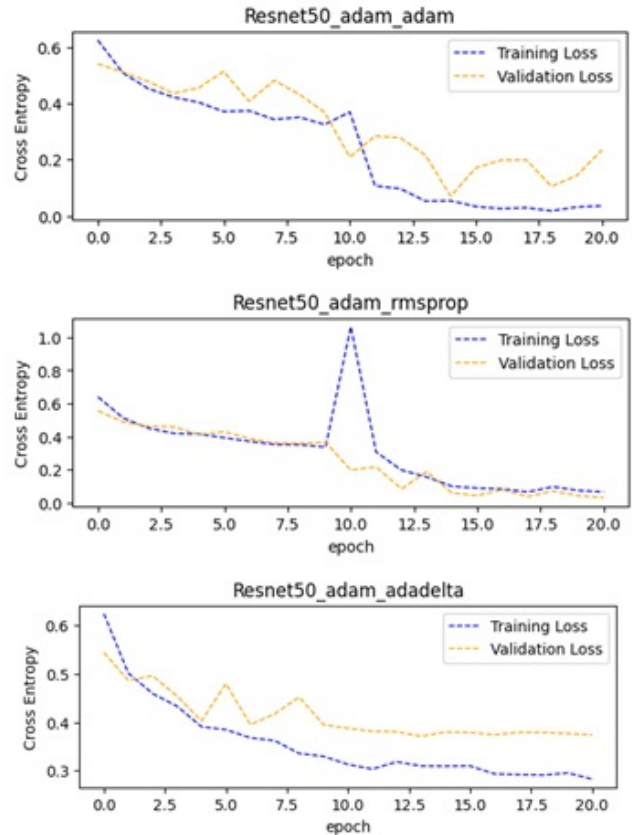 Resnet50_adam_adam
Training Loss
Validation Loss
0.6
0.4
0.2
0.0
Cross Entropy
0.0 2.5 5.0 7.5 10.0 12.5 15.0 17.5 20.0
epoch
Resnet50_adam_rmsprop
Training Loss
Validation Loss
1.0
0.8
0.6
0.4
0.2
0.0
Cross Entropy
0.0 2.5 5.0 7.5 10.0 12.5 15.0 17.5 20.0
epoch
Resnet50_adam_adadelta
Training Loss
Validation Loss
0.6
0.5
0.4
0.3
Cross Entropy
0.0 2.5 5.0 7.5 10.0 12.5 15.0 17.5 20.0
epoch